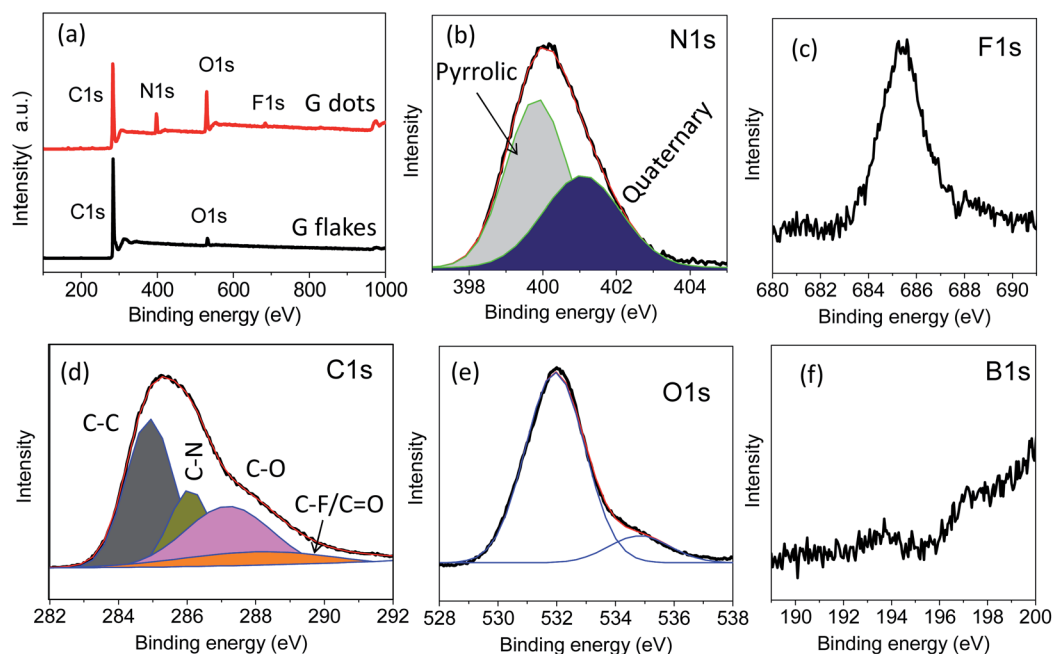 (a)
Intensity( a.u.)
C1s
N1s
O1s
F1s
G dots
C1s
O1s
G flakes
200 400 600 800 1000
Binding energy (eV)
(b)
N1s
Intensity
Pyrrolic
Quaternary
398 400 402 404
Binding energy (eV)
(c)
F1s
Intensity
680 682 684 686 688 690
Binding energy (eV)
(d)
C1s
Intensity
C-C
C-N
C-O
C-F/C=O
282 284 286 288 290 292
Binding energy (eV)
(e)
O1s
Intensity
528 530 532 534 536 538
Binding energy (eV)
(f)
B1s
Intensity
190 192 194 196 198 200
Binding energy (eV)